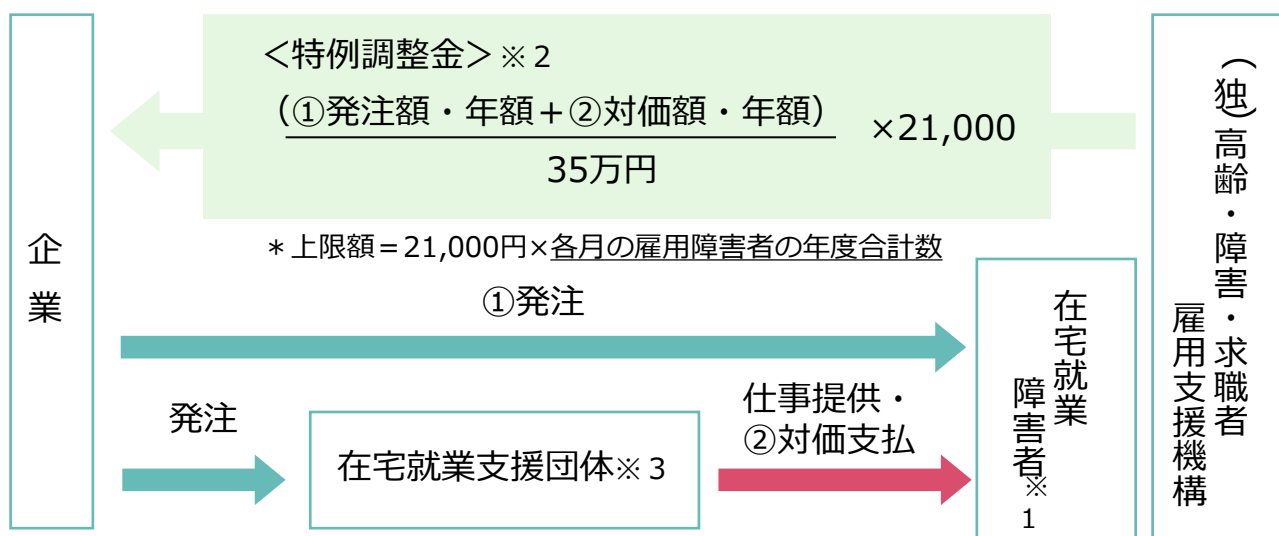 ＜特例調整金＞※２
（①発注額・年額＋②対価額・年額）
×21,000
35万円
＊上限額＝21,000円×各月の雇用障害者の年度合計数
企業
①発注
発注
在宅就業支援団体※３
仕事提供・
②対価支払
在宅就業
障害者※1
（独）高齢・障害・求職者
雇用支援機構